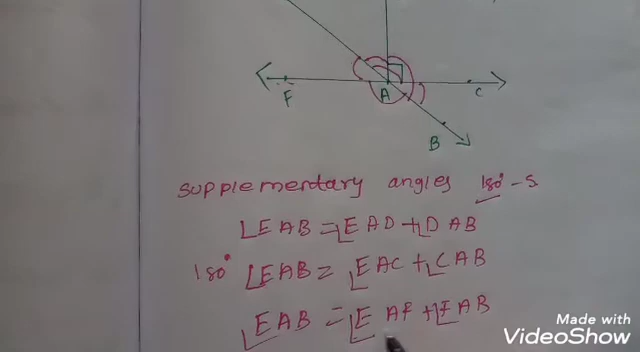 F A C
B
supplementary angles 180° - S
∠EAB = ∠EAD + ∠DAB
180° ∠EAB = ∠EAC + ∠CAB
∠EAB = ∠EAF + ∠FAB
Made with
VideoShow